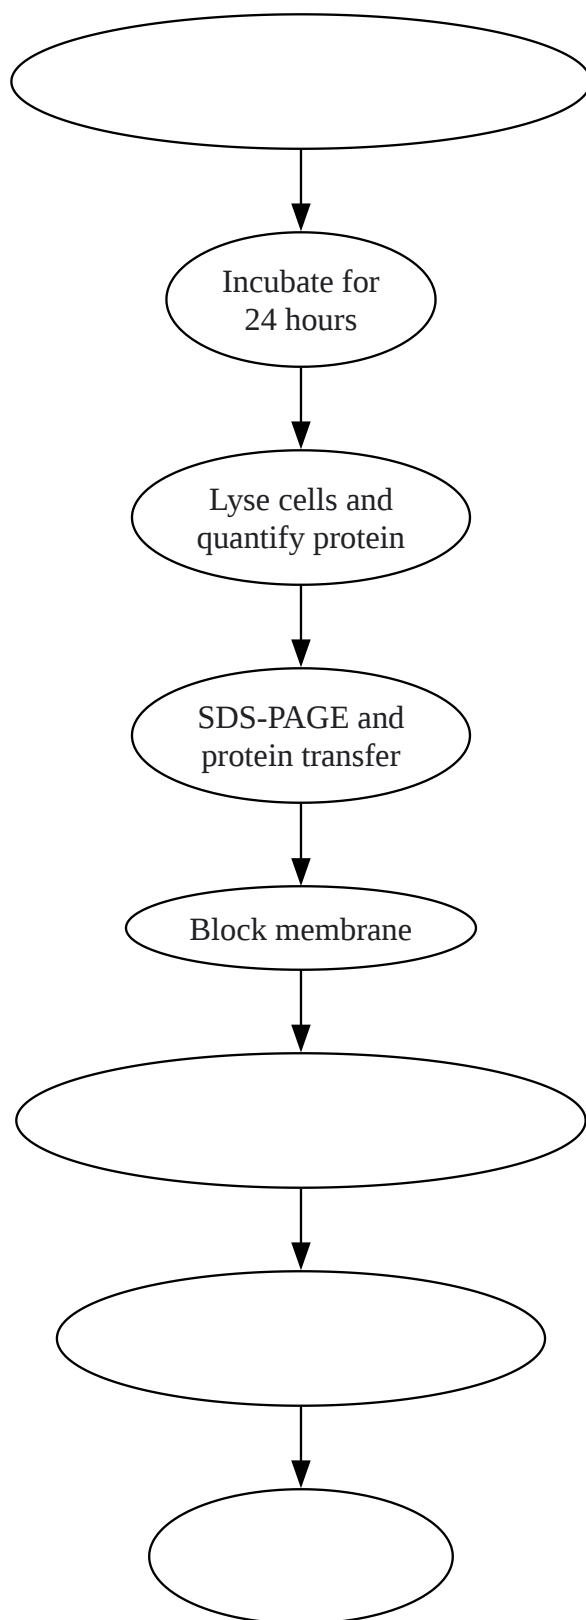 Incubate for
24 hours
Lyse cells and
quantify protein
SDS-PAGE and
protein transfer
Block membrane